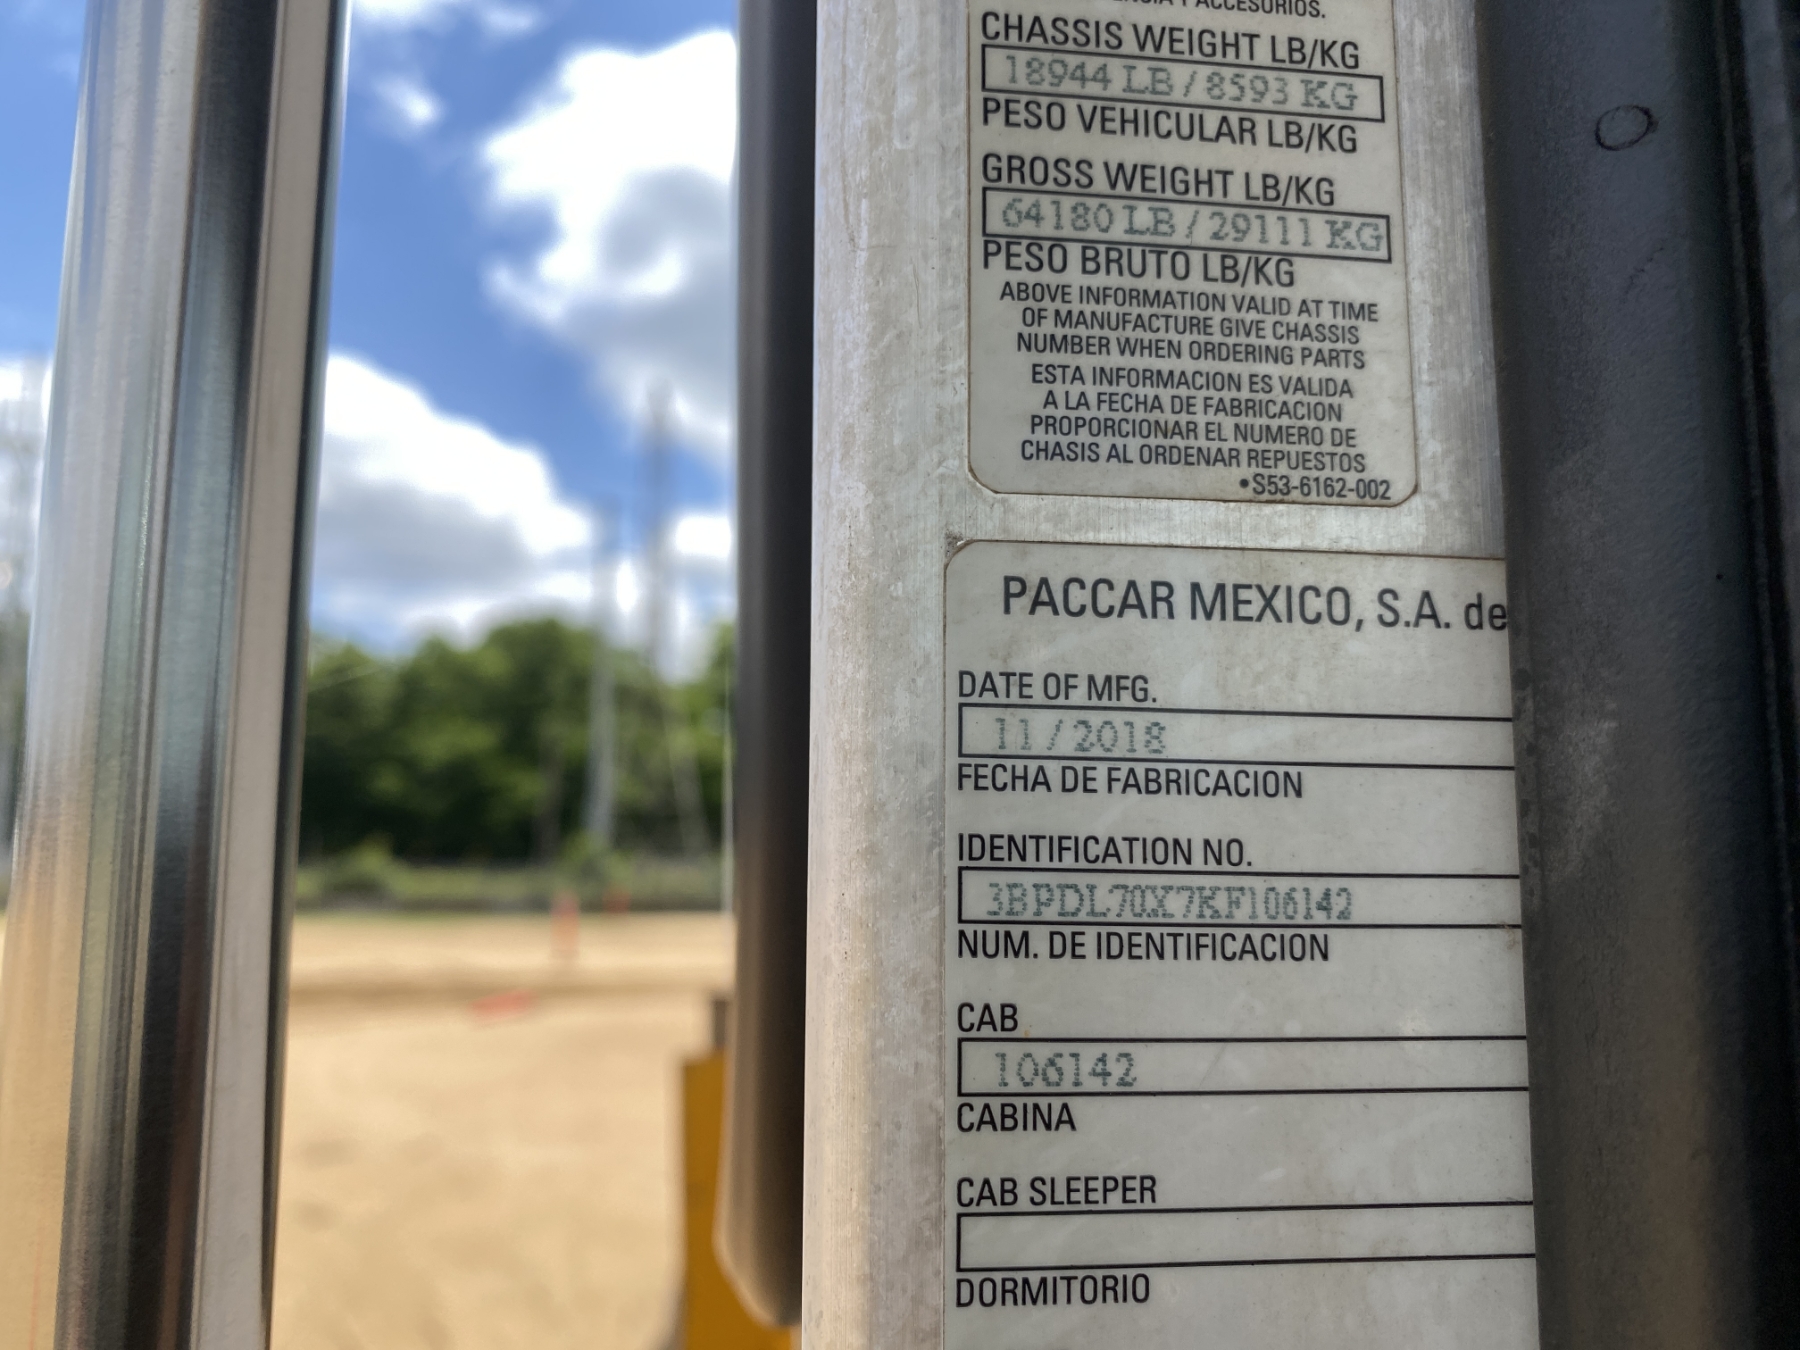 Y ACCESORIOS.
CHASSIS WEIGHT LB/KG
18944 LB / 8593 KG
PESO VEHICULAR LB/KG
GROSS WEIGHT LB/KG
64180 LB / 29111 KG
PESO BRUTO LB/KG
ABOVE INFORMATION VALID AT TIME
OF MANUFACTURE GIVE CHASSIS
NUMBER WHEN ORDERING PARTS
ESTA INFORMACION ES VALIDA
A LA FECHA DE FABRICACION
PROPORCIONAR EL NUMERO DE
CHASIS AL ORDENAR REPUESTOS
•S53-6162-002
PACCAR MEXICO, S.A. de
DATE OF MFG.
11 / 2018
FECHA DE FABRICACION
IDENTIFICATION NO.
3BPDL70X7KF106142
NUM. DE IDENTIFICACION
CAB
106142
CABINA
CAB SLEEPER
DORMITORIO